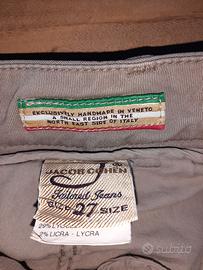 EXCLUSIVELY HANDMADE IN VENETO
A SMALL REGION IN THE
NORTH EAST SIDE OF ITALY
J
JACOB COHEN
Tailored Jeans
SIZE 27 SIZE
2% LICRA - LYCRA
Subito